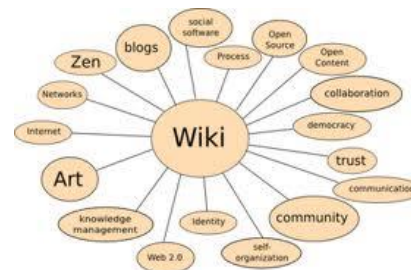 social
software
blogs
Open
Source
Process
Zen
Open
Content
Networks
collaboration
Internet
democracy
Wiki
trust
Art
communication
knowledge
management
Identity
community
Web 2.0
self-
organization